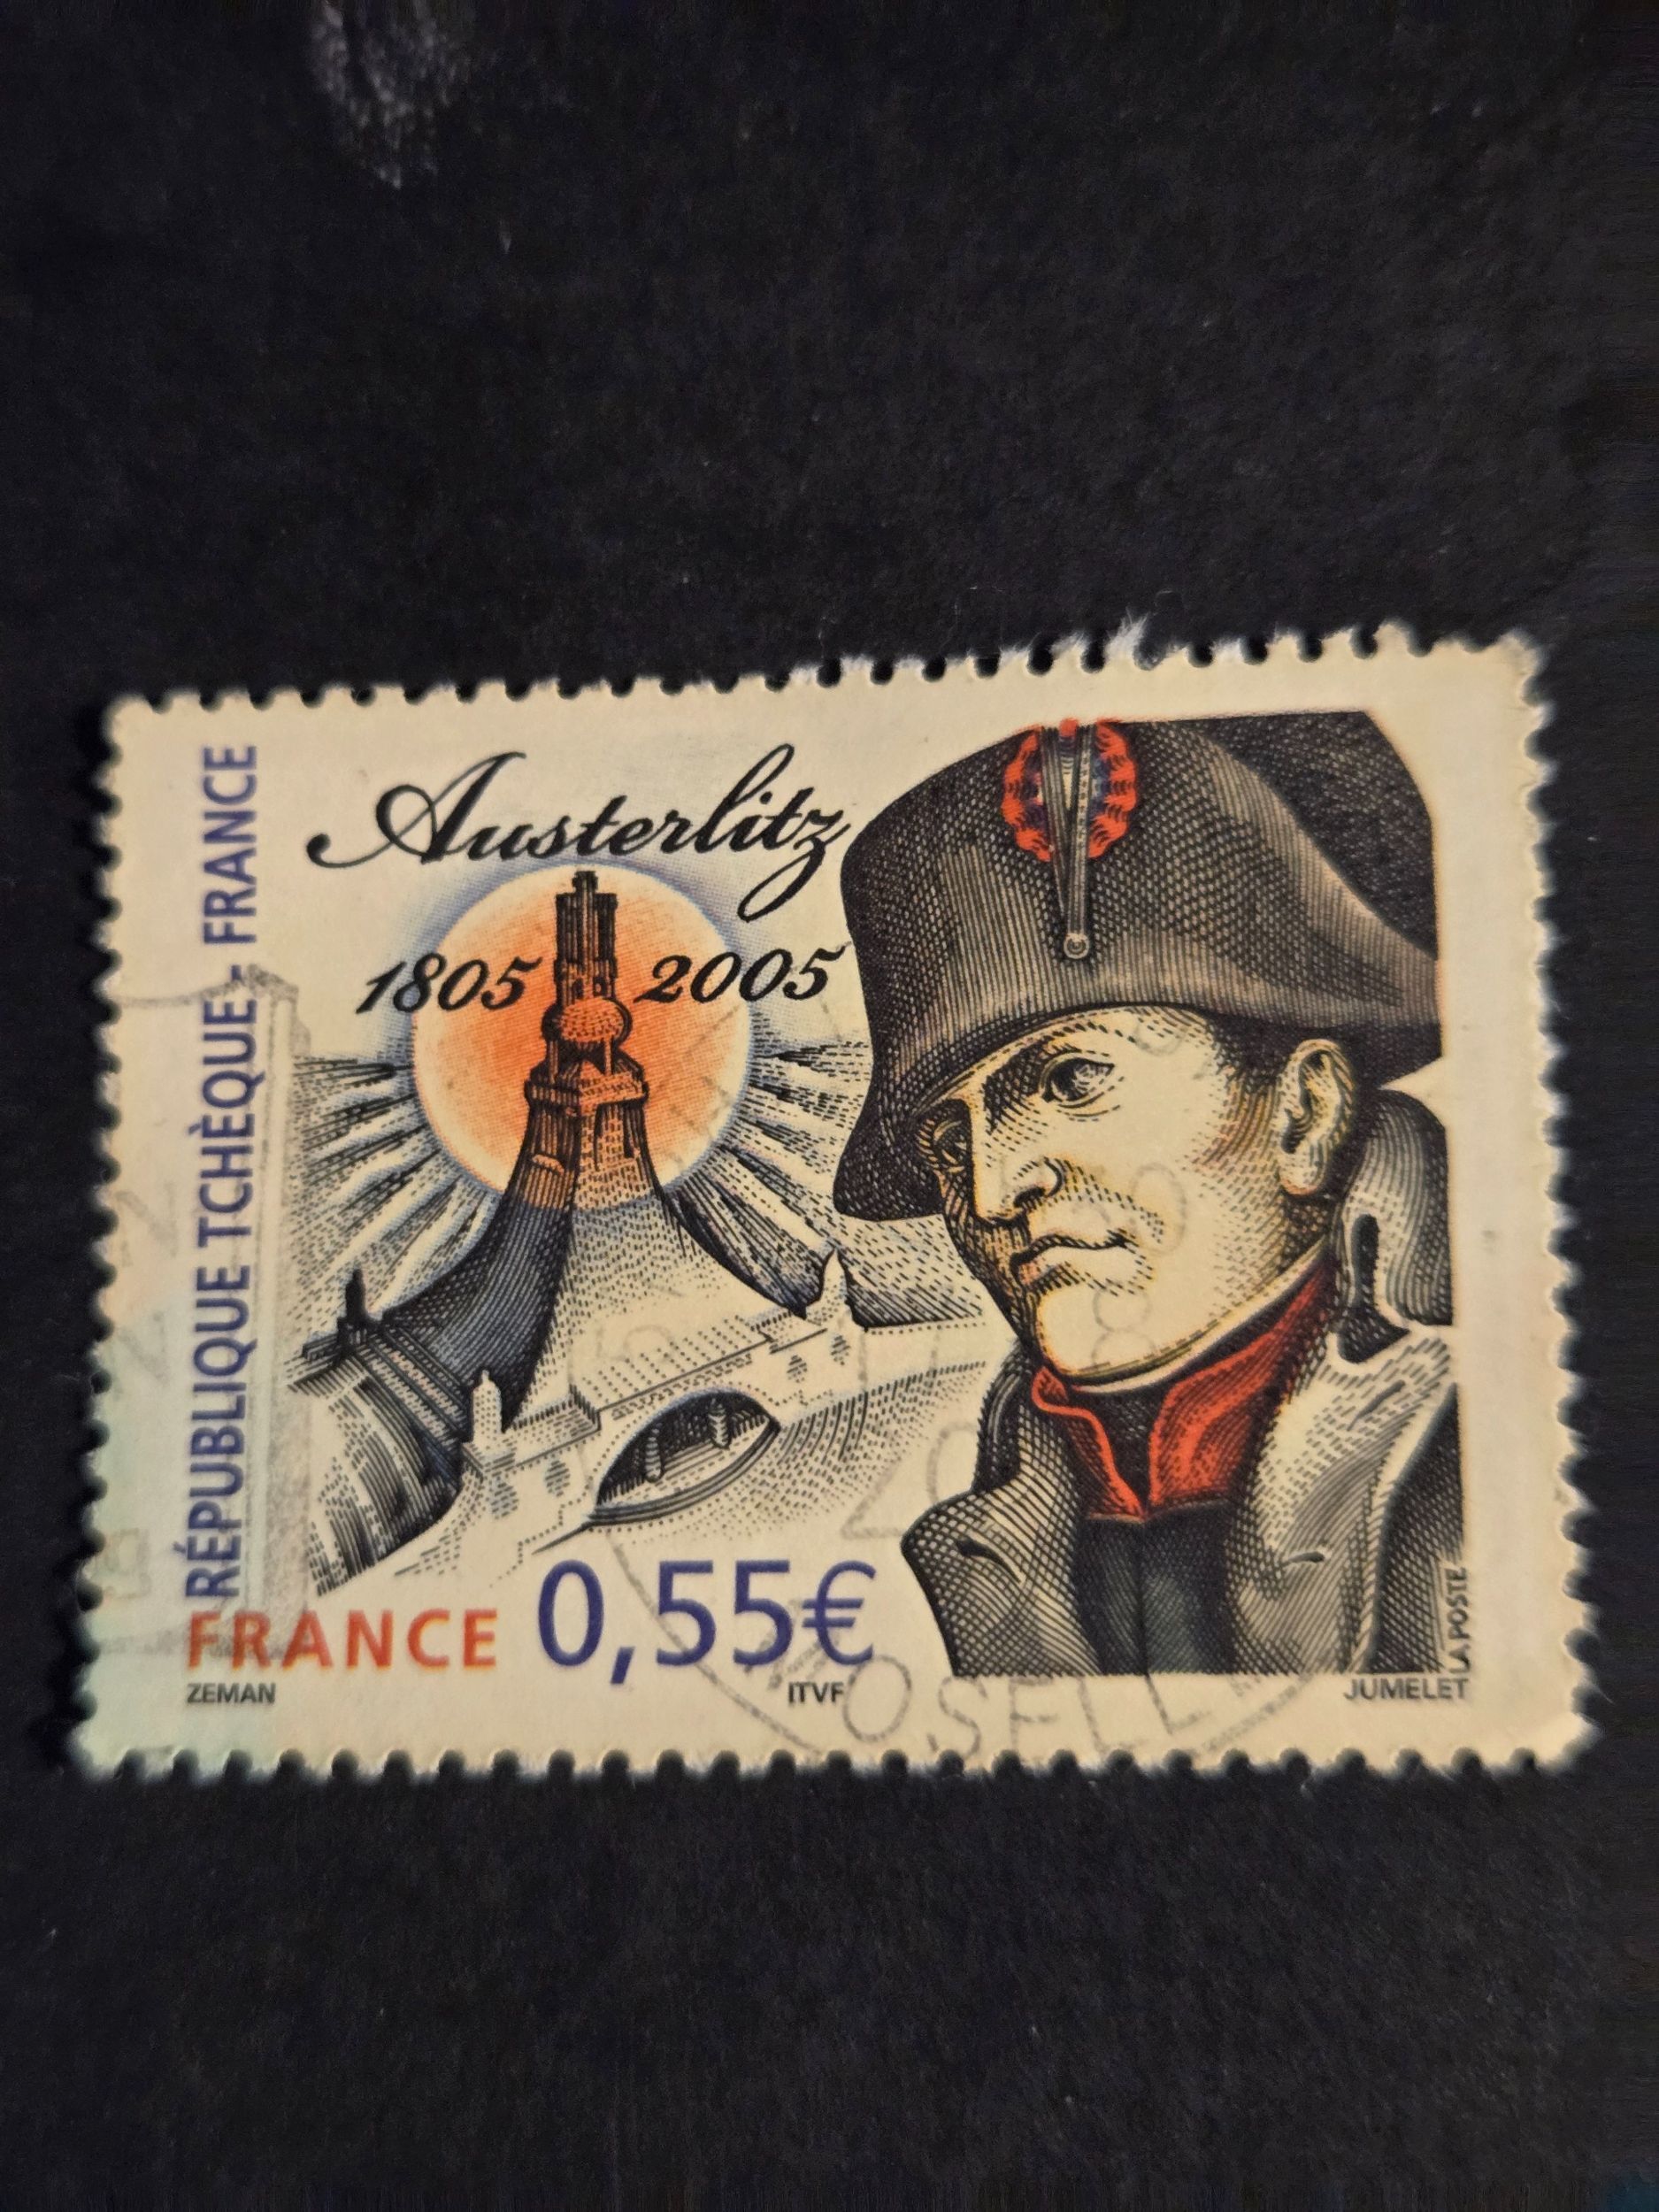 RÉPUBLIQUE TCHÈQUE - FRANCE
Austerlitz
1805 2005
FRANCE 0,55€
ZEMAN ITVF JUMELET
LA POSTE